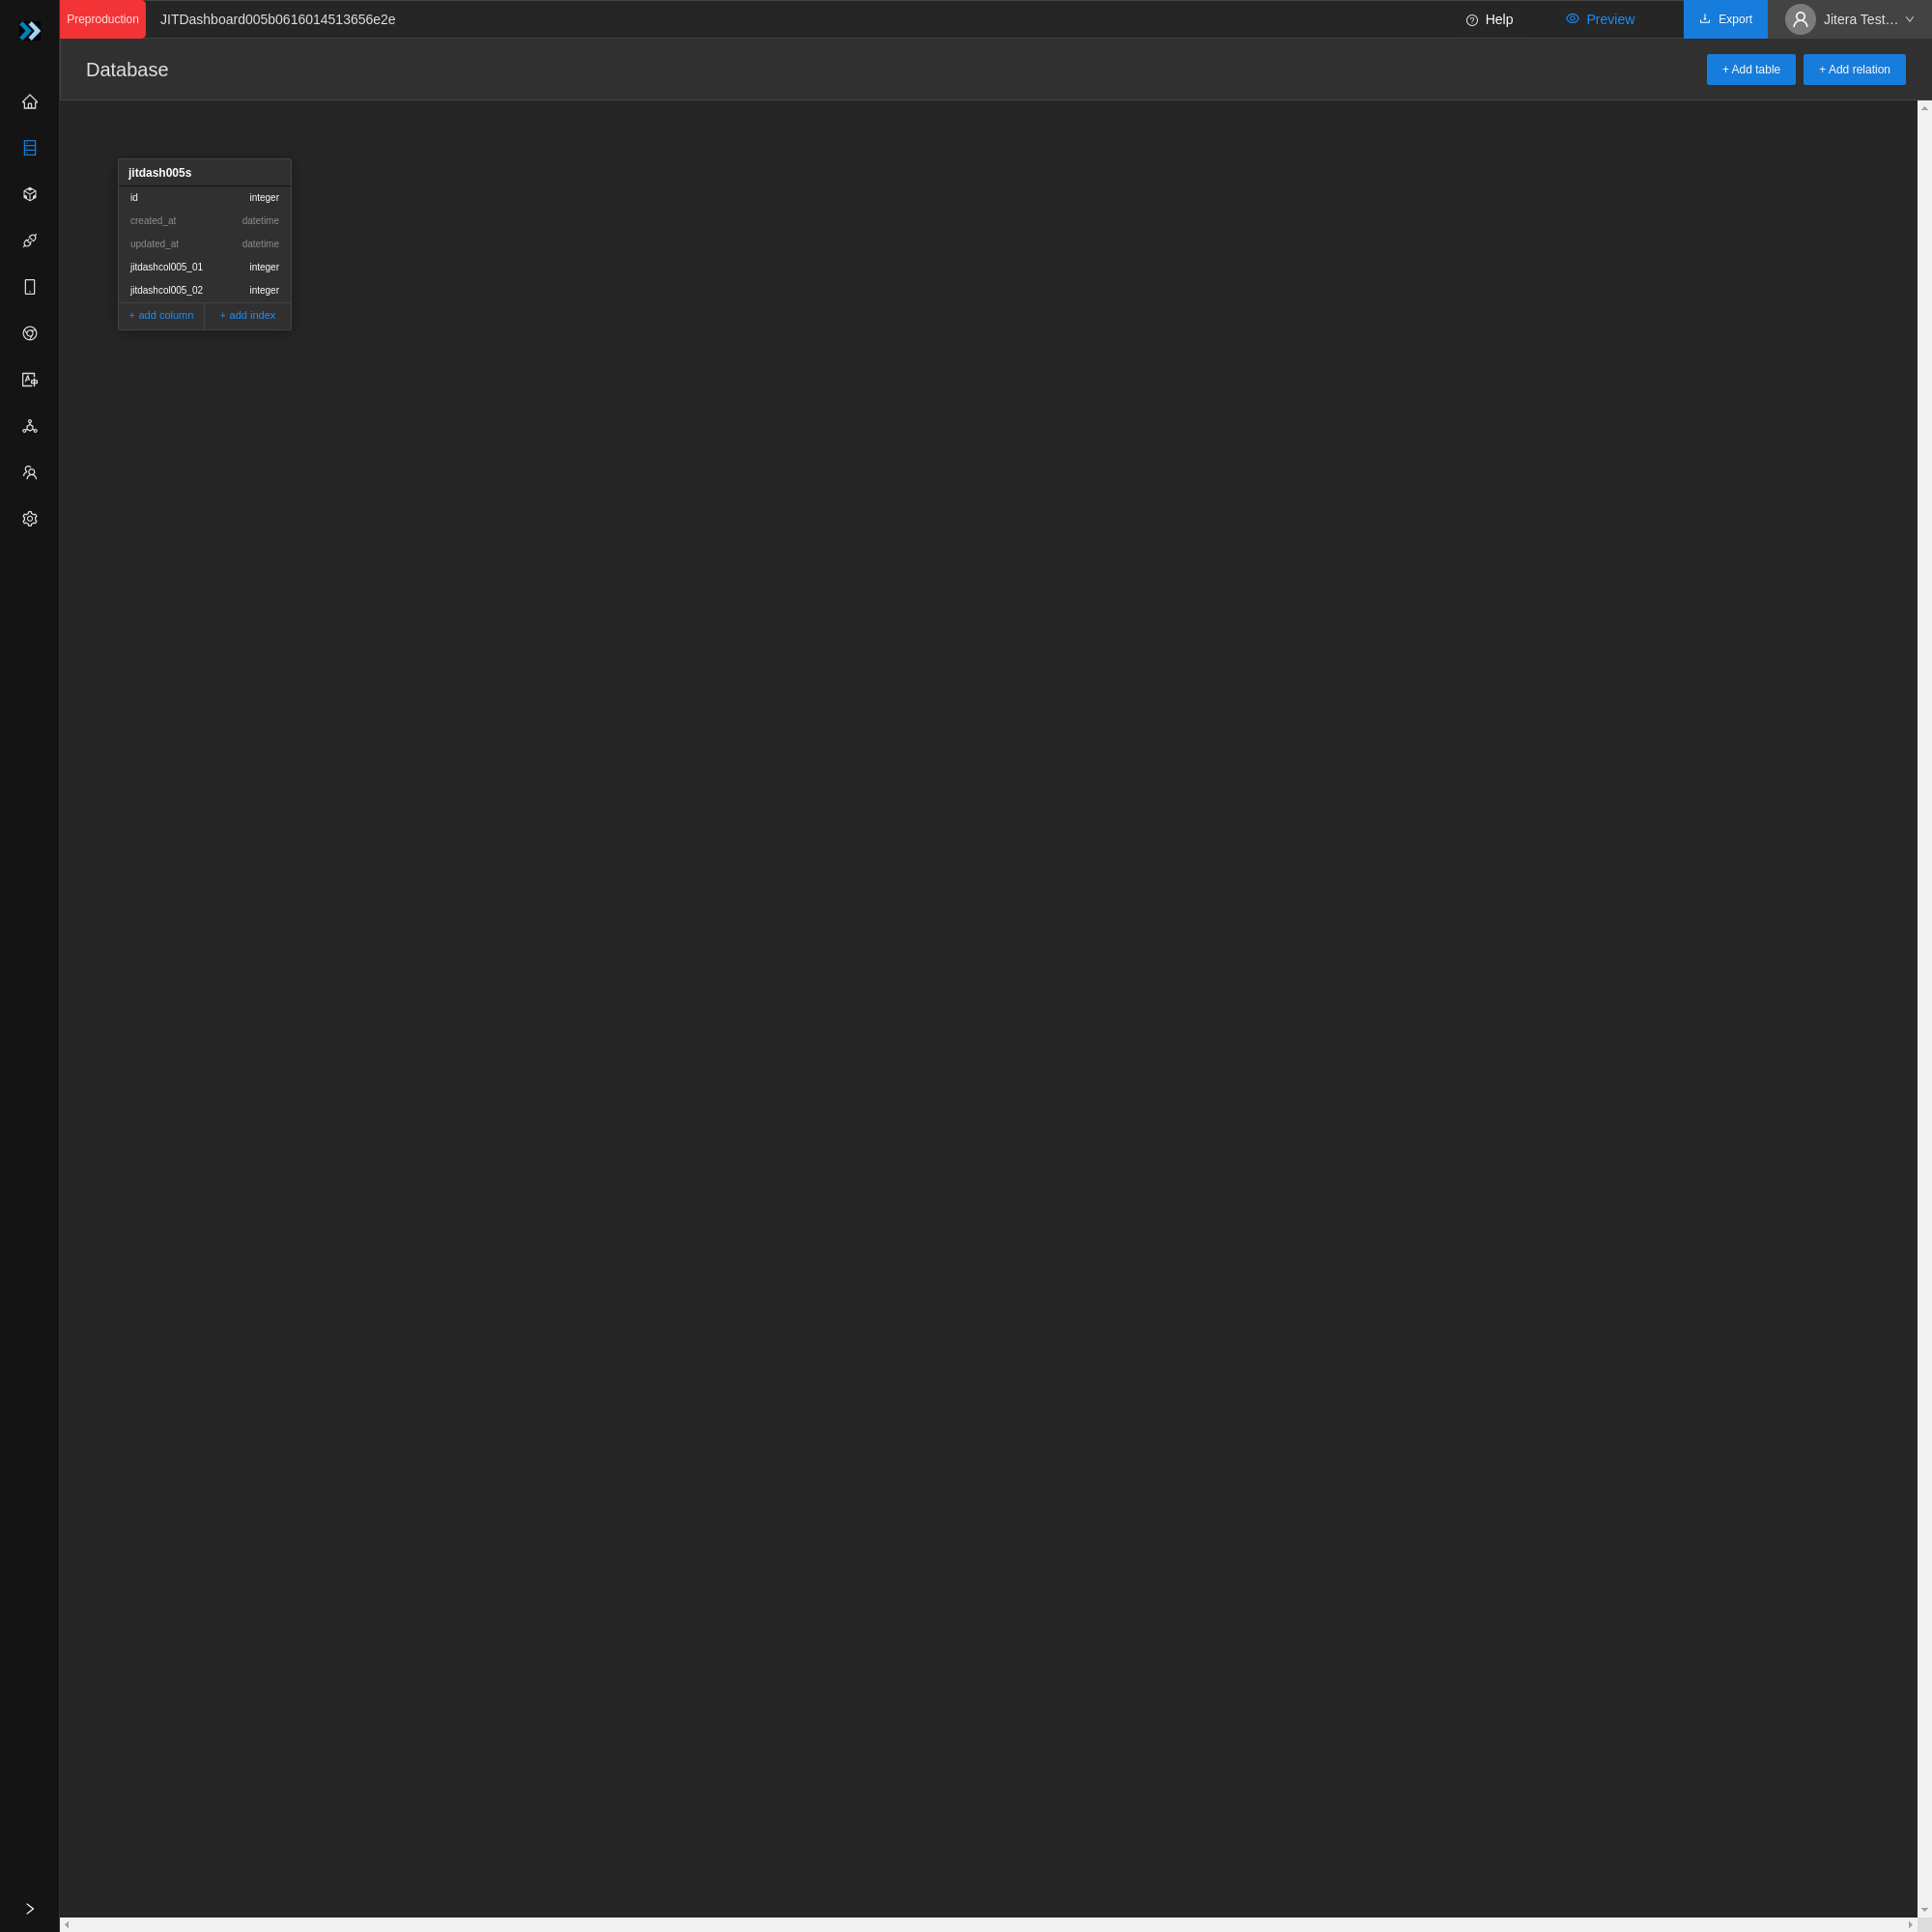 Preproduction JITDashboard005b0616014513656e2e Help Preview Export Jitera Test...
Database + Add table + Add relation
jitdash005s
id integer
created_at datetime
updated_at datetime
jitdashcol005_01 integer
jitdashcol005_02 integer
+ add column + add index